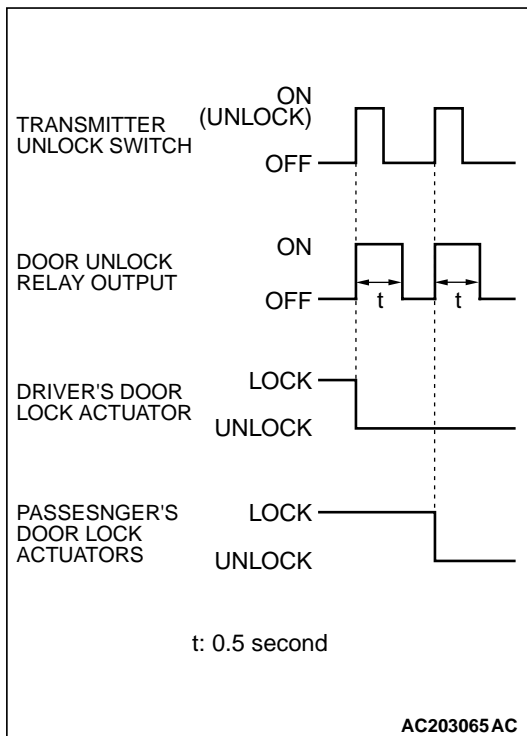 ON
(UNLOCK)
TRANSMITTER
UNLOCK SWITCH
OFF
ON
DOOR UNLOCK
RELAY OUTPUT
OFF
t
t
LOCK
DRIVER'S DOOR
LOCK ACTUATOR
UNLOCK
PASSESNGER'S
DOOR LOCK
ACTUATORS
LOCK
UNLOCK
t: 0.5 second
AC203065AC